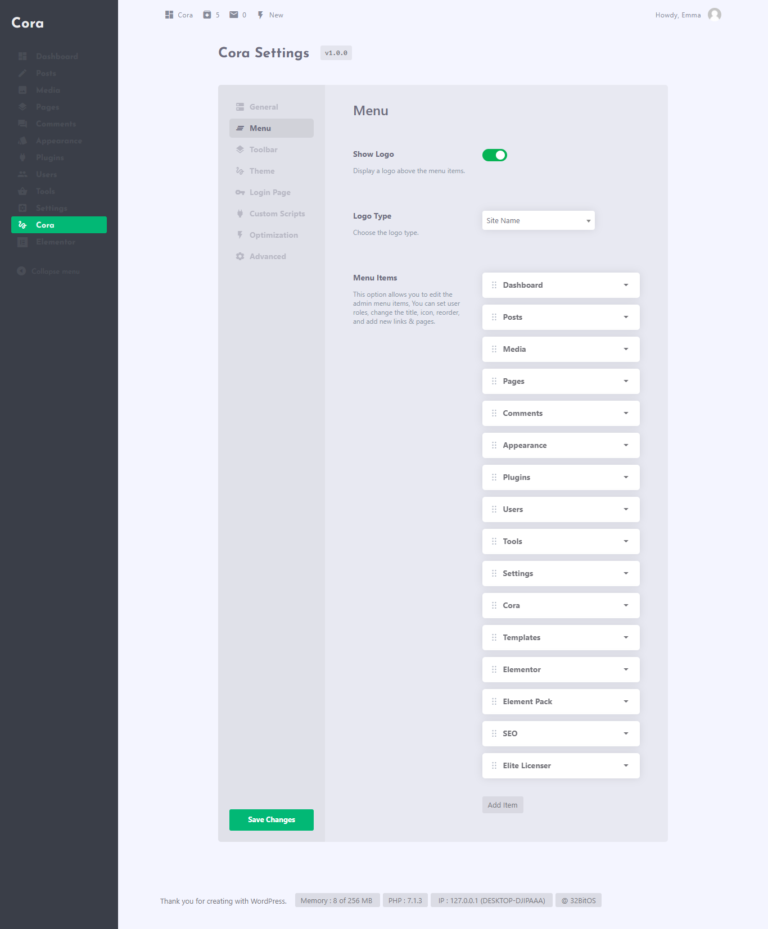 Cora
Dashboard
Posts
Media
Pages
Comments
Appearance
Plugins
Users
Tools
Settings
Cora
Elementor
Collapse menu
Cora 5 0 New
Howdy, Emma
Cora Settings v1.0.0
General
Menu
Toolbar
Theme
Login Page
Custom Scripts
Optimization
Advanced
Save Changes
Menu
Show Logo
Display a logo above the menu items.
Logo Type
Choose the logo type.
Site Name
Menu Items
This option allows you to edit the
admin menu items, You can set user
roles, change the title, icon, reorder,
and add new links & pages.
Dashboard
Posts
Media
Pages
Comments
Appearance
Plugins
Users
Tools
Settings
Cora
Templates
Elementor
Element Pack
SEO
Elite Licenser
Add Item
Thank you for creating with WordPress. Memory : 8 of 256 MB PHP : 7.1.3 IP : 127.0.0.1 (DESKTOP-DJIPAAA) @ 32BitOS